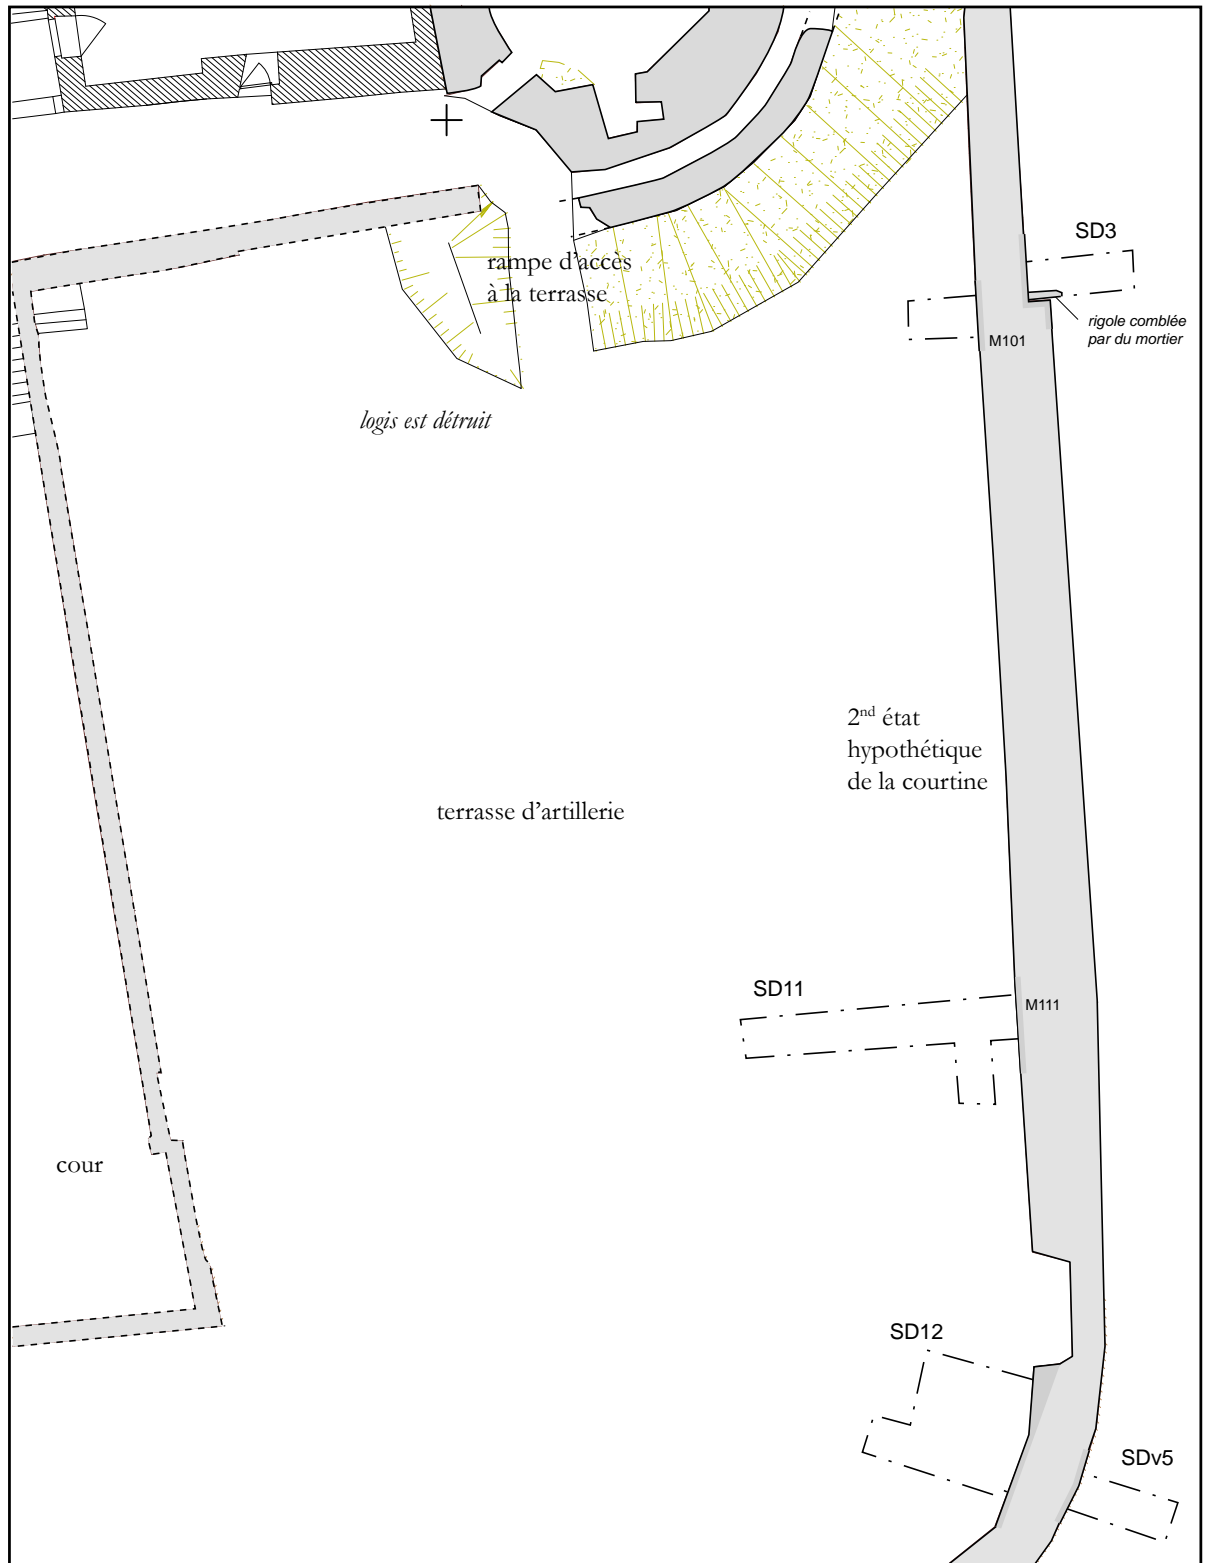 SD3
rampe d'accès
à la terrasse
rigole comblée
par du mortier
M101
logis est détruit
2nd état
hypothétique
de la courtine
terrasse d'artillerie
SD11
M111
cour
SD12
SDv5